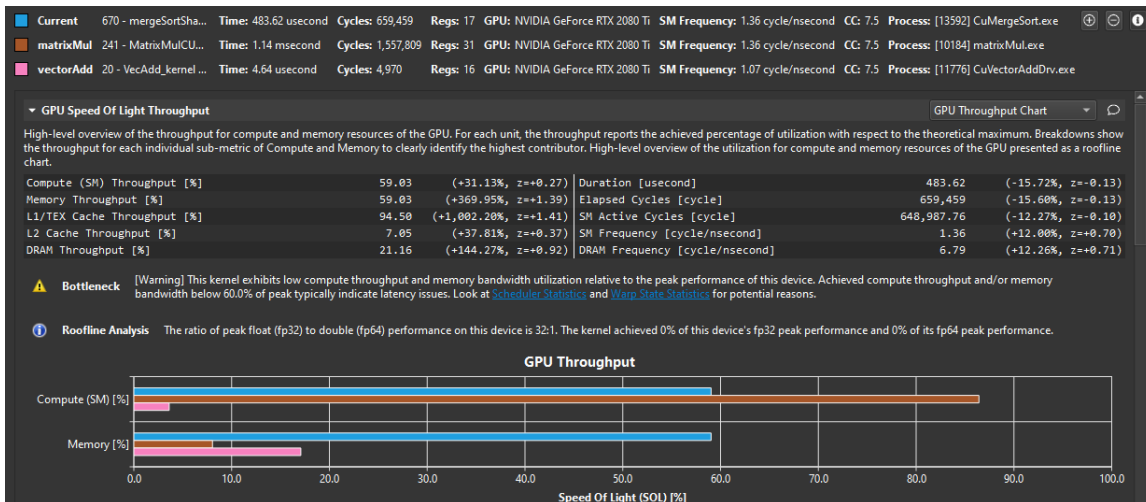 Current 670 - mergeSortSha... Time: 483.62 usecond Cycles: 659,459 Regs: 17 GPU: NVIDIA GeForce RTX 2080 Ti SM Frequency: 1.36 cycle/nsecond CC: 7.5 Process: [13592] CuMergeSort.exe
matrixMul 241 - MatrixMulCU... Time: 1.14 msecond Cycles: 1,557,809 Regs: 31 GPU: NVIDIA GeForce RTX 2080 Ti SM Frequency: 1.36 cycle/nsecond CC: 7.5 Process: [10184] matrixMul.exe
vectorAdd 20 - VecAdd_kernel ... Time: 4.64 usecond Cycles: 4,970 Regs: 16 GPU: NVIDIA GeForce RTX 2080 Ti SM Frequency: 1.07 cycle/nsecond CC: 7.5 Process: [11776] CuVectorAddDrv.exe
GPU Speed Of Light Throughput GPU Throughput Chart
High-level overview of the throughput for compute and memory resources of the GPU. For each unit, the throughput reports the achieved percentage of utilization with respect to the theoretical maximum. Breakdowns show
the throughput for each individual sub-metric of Compute and Memory to clearly identify the highest contributor. High-level overview of the utilization for compute and memory resources of the GPU presented as a roofline
chart.
Compute (SM) Throughput [%] 59.03 (+31.13%, z=+0.27) Duration [usecond] 483.62 (-15.72%, z=-0.13)
Memory Throughput [%] 59.03 (+369.95%, z=+1.39) Elapsed Cycles [cycle] 659,459 (-15.60%, z=-0.13)
L1/TEX Cache Throughput [%] 94.50 (+1,002.20%, z=+1.41) SM Active Cycles [cycle] 648,987.76 (-12.27%, z=-0.10)
L2 Cache Throughput [%] 7.05 (+37.81%, z=+0.37) SM Frequency [cycle/nsecond] 1.36 (+12.00%, z=+0.70)
DRAM Throughput [%] 21.16 (+144.27%, z=+0.92) DRAM Frequency [cycle/nsecond] 6.79 (+12.26%, z=+0.71)
Bottleneck [Warning] This kernel exhibits low compute throughput and memory bandwidth utilization relative to the peak performance of this device. Achieved compute throughput and/or memory
bandwidth below 60.0% of peak typically indicate latency issues. Look at Scheduler Statistics and Warp State Statistics for potential reasons.
Roofline Analysis The ratio of peak float (fp32) to double (fp64) performance on this device is 32:1. The kernel achieved 0% of this device's fp32 peak performance and 0% of its fp64 peak performance.
GPU Throughput
Compute (SM) [%]
Memory [%]
0.0 10.0 20.0 30.0 40.0 50.0 60.0 70.0 80.0 90.0 100.0
Speed Of Light (SOL) [%]